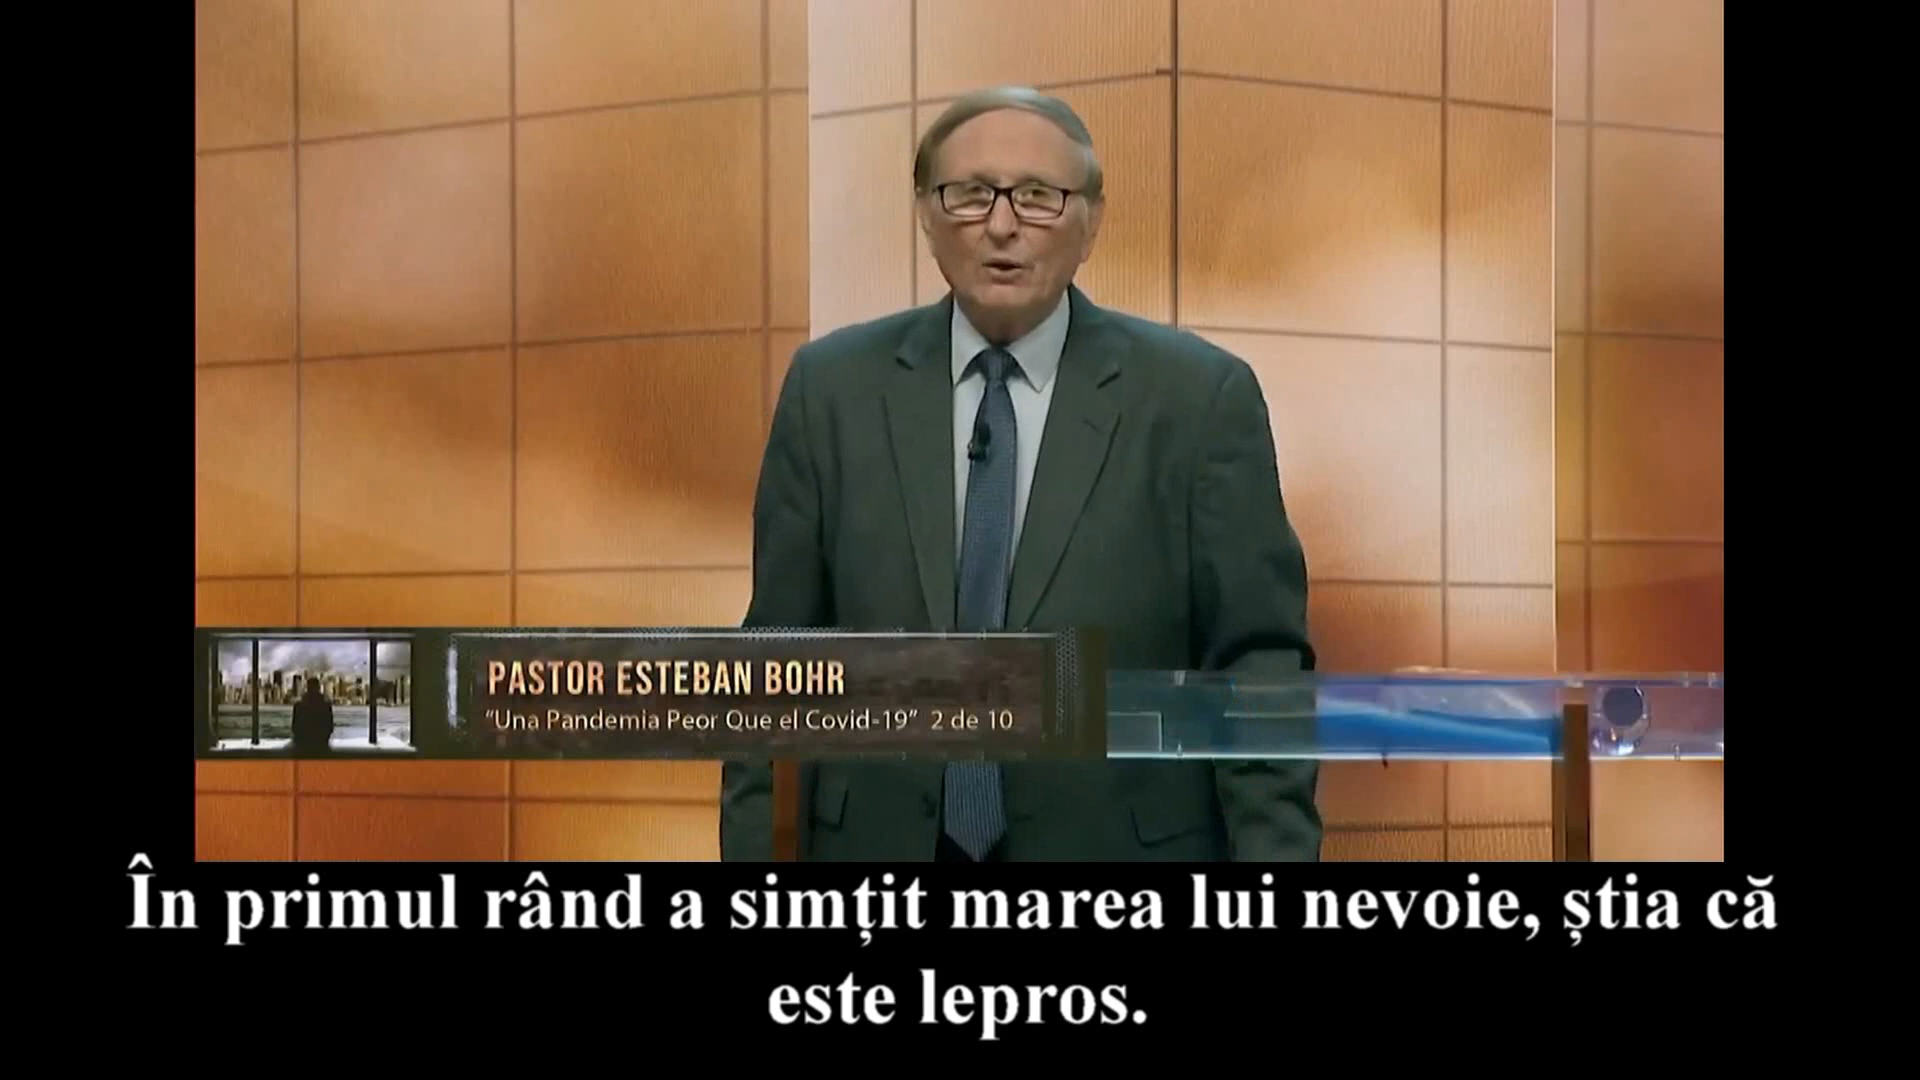 PASTOR ESTEBAN BOHR
“Una Pandemia Peor Que el Covid-19” 2 de 10
În primul rând a simțit marea lui nevoie, știa că
este lepros.